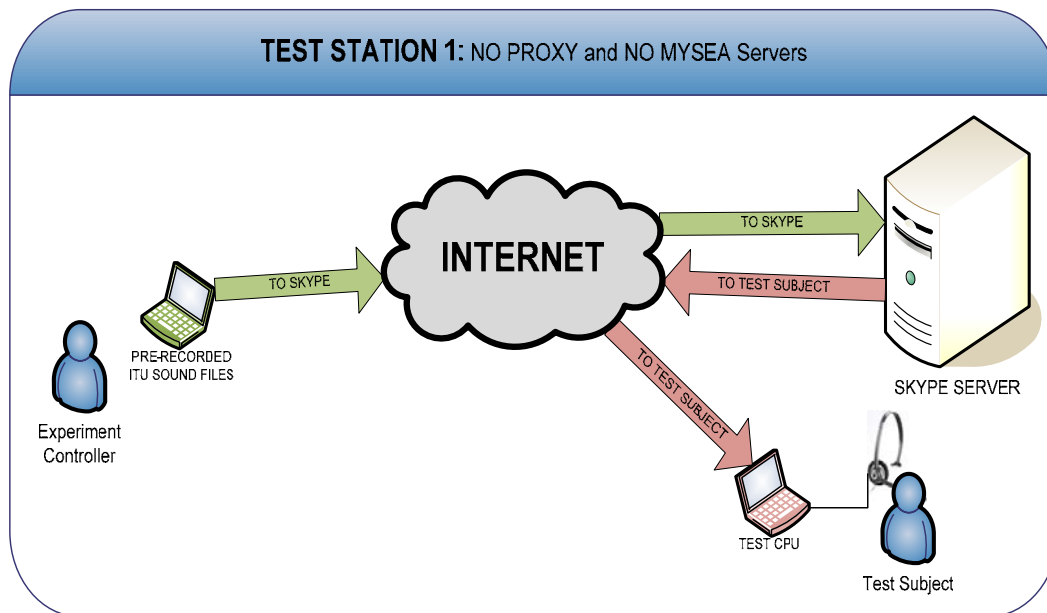 TEST STATION 1: NO PROXY and NO MYSEA Servers
TO SKYPE
INTERNET
TO SKYPE
TO TEST SUBJECT
PRE-RECORDED
ITU SOUND FILES
TO TEST SUBJECT
SKYPE SERVER
Experiment
Controller
TEST CPU
Test Subject